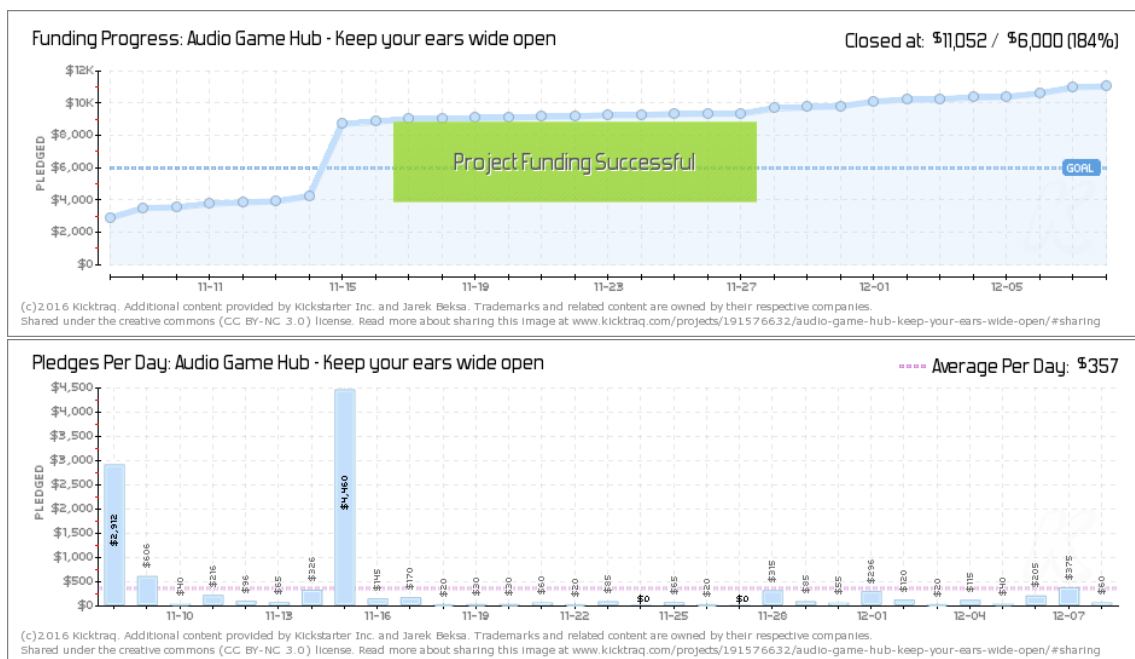 Funding Progress: Audio Game Hub - Keep your ears wide open
Closed at: $11,052 / $6,000 (184%)
PLEDGED
$12K
$10K
$8,000
$6,000
$4,000
$2,000
$0
Project Funding Successful
GOAL
11-11 11-15 11-19 11-23 11-27 12-01 12-05
(c)2016 Kicktraq. Additional content provided by Kickstarter Inc. and Jarek Beksa. Trademarks and related content are owned by their respective companies.
Shared under the creative commons (CC BY-NC 3.0) license. Read more about sharing this image at www.kicktraq.com/projects/191576632/audio-game-hub-keep-your-ears-wide-open/#sharing
Pledges Per Day: Audio Game Hub - Keep your ears wide open
Average Per Day: $357
PLEDGED
$4,500
$4,000
$3,500
$3,000
$2,500
$2,000
$1,500
$1,000
$500
$0
$2,912 $606 $40 $216 $96 $65 $326 $4,460 $145 $170 $20 $30 $30 $60 $20 $85 $0 $65 $20 $0 $315 $85 $55 $296 $120 $20 $115 $40 $205 $375 $60
11-10 11-13 11-16 11-19 11-22 11-25 11-28 12-01 12-04 12-07
(c)2016 Kicktraq. Additional content provided by Kickstarter Inc. and Jarek Beksa. Trademarks and related content are owned by their respective companies.
Shared under the creative commons (CC BY-NC 3.0) license. Read more about sharing this image at www.kicktraq.com/projects/191576632/audio-game-hub-keep-your-ears-wide-open/#sharing